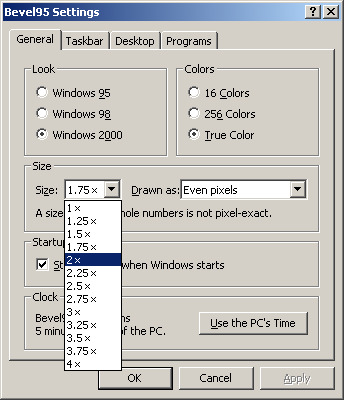 Bevel95 Settings
General Taskbar Desktop Programs
Look
Windows 95
Windows 98
Windows 2000
Colors
16 Colors
256 Colors
True Color
Size
Size: 1.75× Drawn as: Even pixels
A size hole numbers is not pixel-exact.
1×
1.25×
1.5×
1.75×
2×
2.25×
2.5×
2.75×
3×
3.25×
3.5×
3.75×
4×
Startup
when Windows starts
Clock
5 of the PC.
Use the PC's Time
OK Cancel Apply